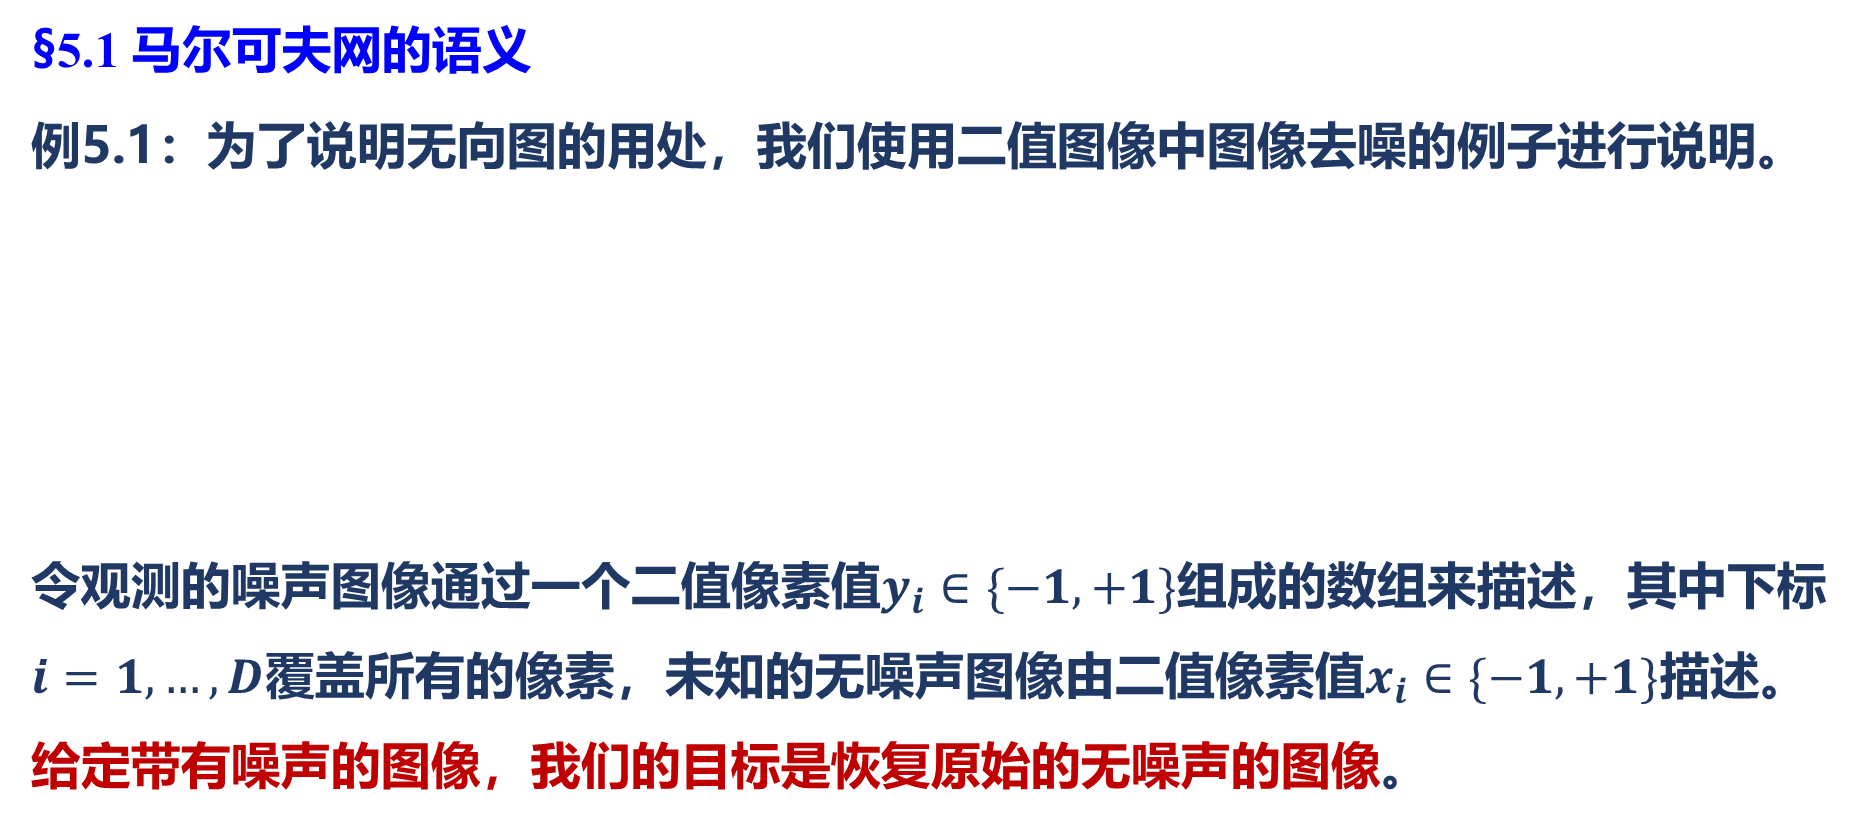 §5.1 马尔可夫网的语义
例5.1：为了说明无向图的用处，我们使用二值图像中图像去噪的例子进行说明。
令观测的噪声图像通过一个二值像素值yᵢ ∈ {−1, +1}组成的数组来描述，其中下标
i = 1, … , D覆盖所有的像素，未知的无噪声图像由二值像素值xᵢ ∈ {−1, +1}描述。
给定带有噪声的图像，我们的目标是恢复原始的无噪声的图像。